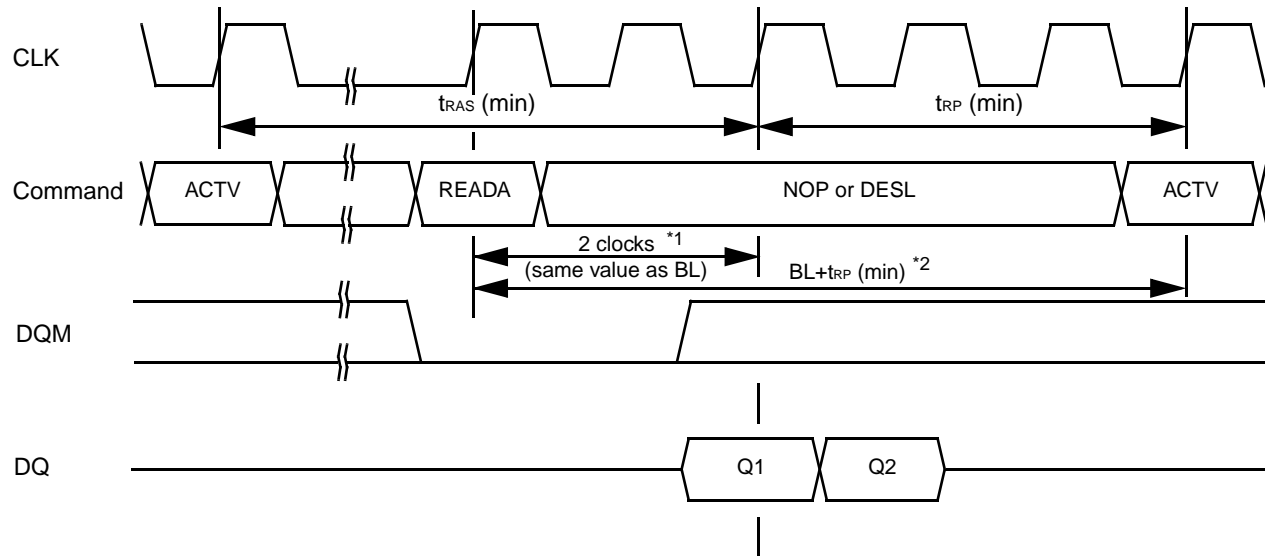 CLK
tRAS (min)
tRP (min)
Command
ACTV
READA
NOP or DESL
ACTV
2 clocks *1
(same value as BL)
BL+tRP (min) *2
DQM
DQ
Q1
Q2